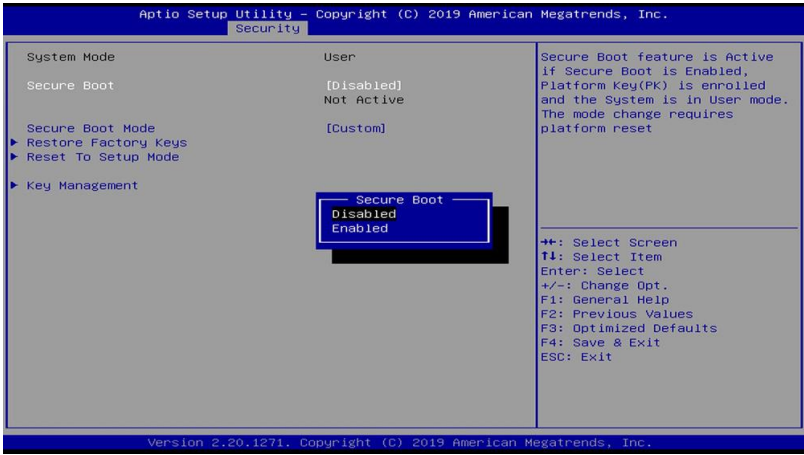 Aptio Setup Utility – Copyright (C) 2019 American Megatrends, Inc.
Security
System Mode User
Secure Boot [Disabled]
Not Active
Secure Boot Mode [Custom]
▶ Restore Factory Keys
▶ Reset To Setup Mode
▶ Key Management
Secure Boot
Disabled
Enabled
Secure Boot feature is Active
if Secure Boot is Enabled,
Platform Key(PK) is enrolled
and the System is in User mode.
The mode change requires
platform reset
→←: Select Screen
↑↓: Select Item
Enter: Select
+/-: Change Opt.
F1: General Help
F2: Previous Values
F3: Optimized Defaults
F4: Save & Exit
ESC: Exit
Version 2.20.1271. Copyright (C) 2019 American Megatrends, Inc.